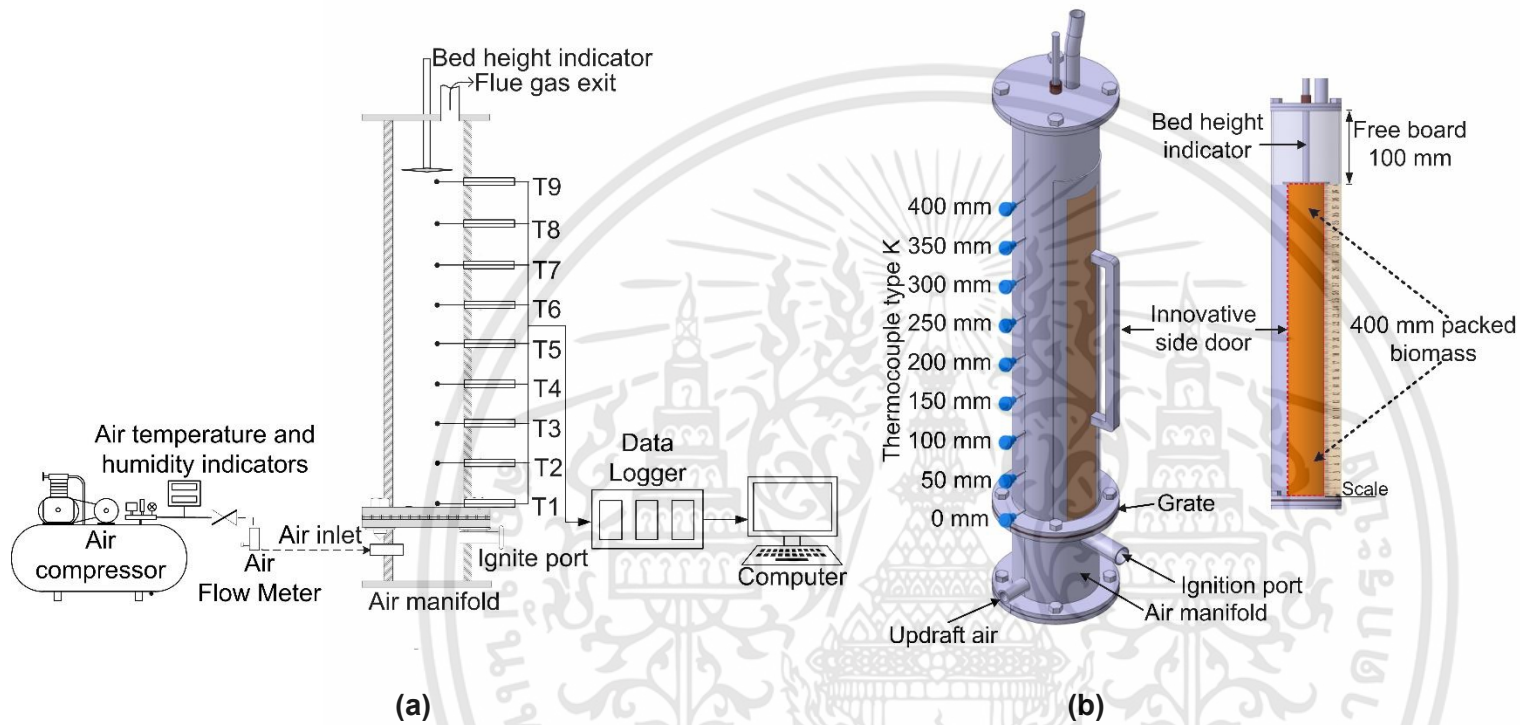 Bed height indicator
Flue gas exit
T9
T8
T7
T6
T5
T4
T3
T2
T1
Air temperature and
humidity indicators
Air
compressor
Air inlet
Air
Flow Meter
Air manifold
Ignite port
Data
Logger
Computer
(a)
Thermocouple type K
400 mm
350 mm
300 mm
250 mm
200 mm
150 mm
100 mm
50 mm
0 mm
Bed height
indicator
Free board
100 mm
Innovative
side door
400 mm packed
biomass
Scale
Grate
Ignition port
Air manifold
Updraft air
(b)